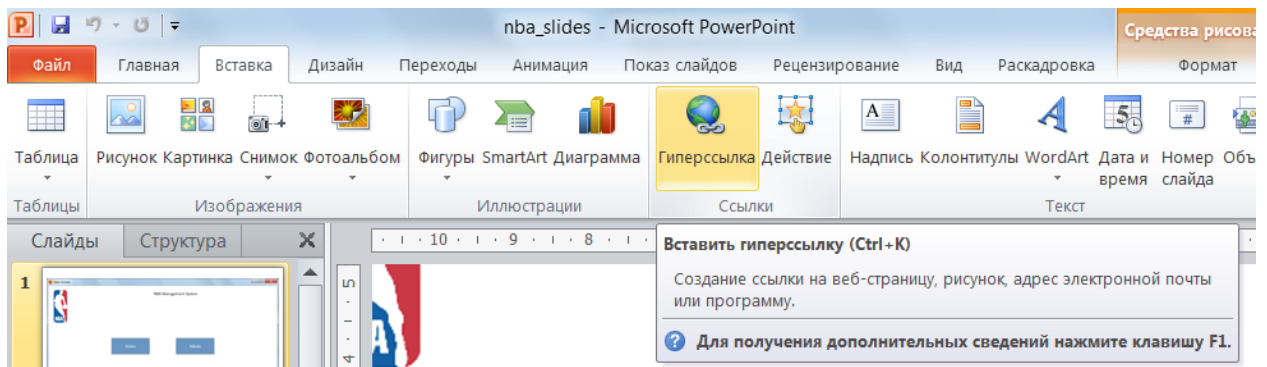 nba_slides - Microsoft PowerPoint
Средства рисова
Файл Главная Вставка Дизайн Переходы Анимация Показ слайдов Рецензирование Вид Раскадровка Формат
Таблица Рисунок Картинка Снимок Фотоальбом Фигуры SmartArt Диаграмма Гиперссылка Действие Надпись Колонтитулы WordArt Дата и время Номер слайда Объ
Таблицы Изображения Иллюстрации Ссылки Текст
Слайды Структура
10 9 8
Вставить гиперссылку (Ctrl+K)
Создание ссылки на веб-страницу, рисунок, адрес электронной почты
или программу.
Для получения дополнительных сведений нажмите клавишу F1.
1
5
4